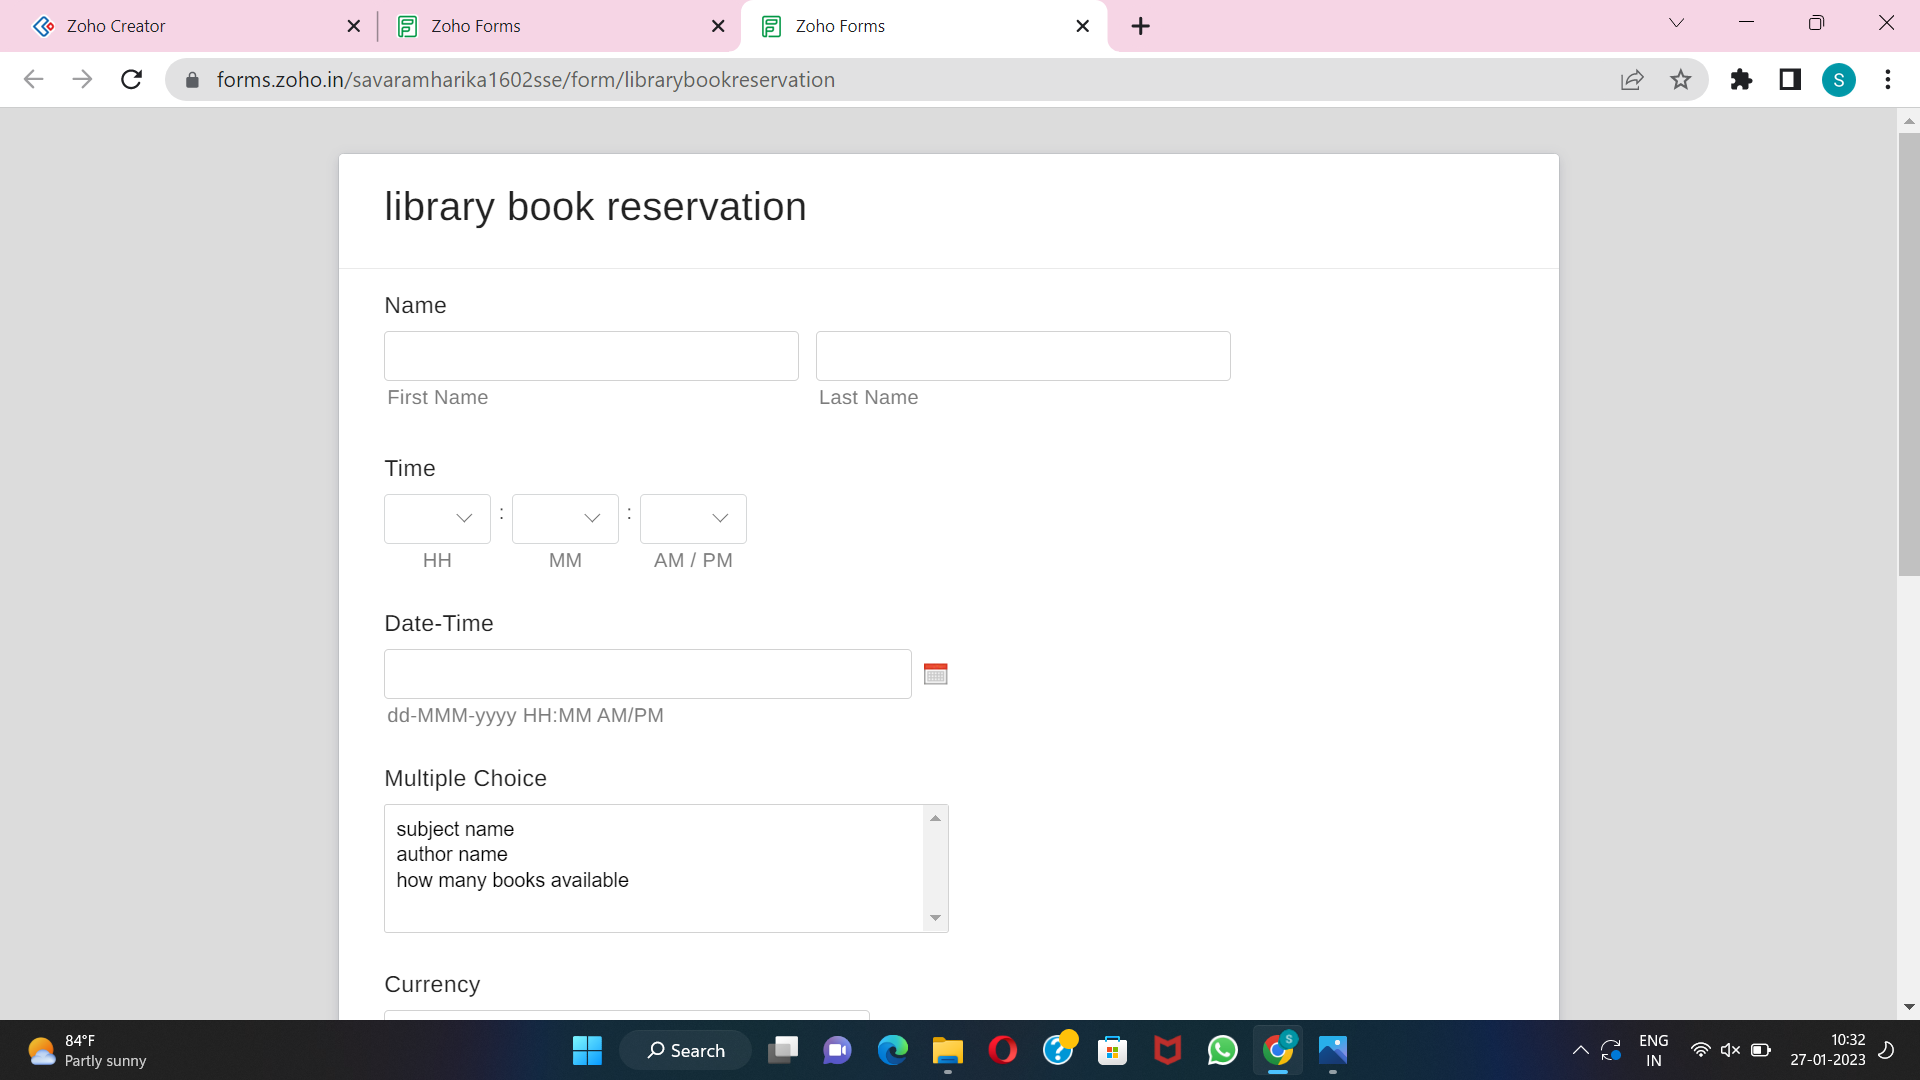 Zoho Creator
Zoho Forms
Zoho Forms
forms.zoho.in/savaramharika1602sse/form/librarybookreservation
S
library book reservation
Name
First Name
Last Name
Time
:
:
HH
MM
AM / PM
Date-Time
dd-MMM-yyyy HH:MM AM/PM
Multiple Choice
subject name
author name
how many books available
Currency
84°F
Partly sunny
Search
S
ENG
IN
10:32
27-01-2023